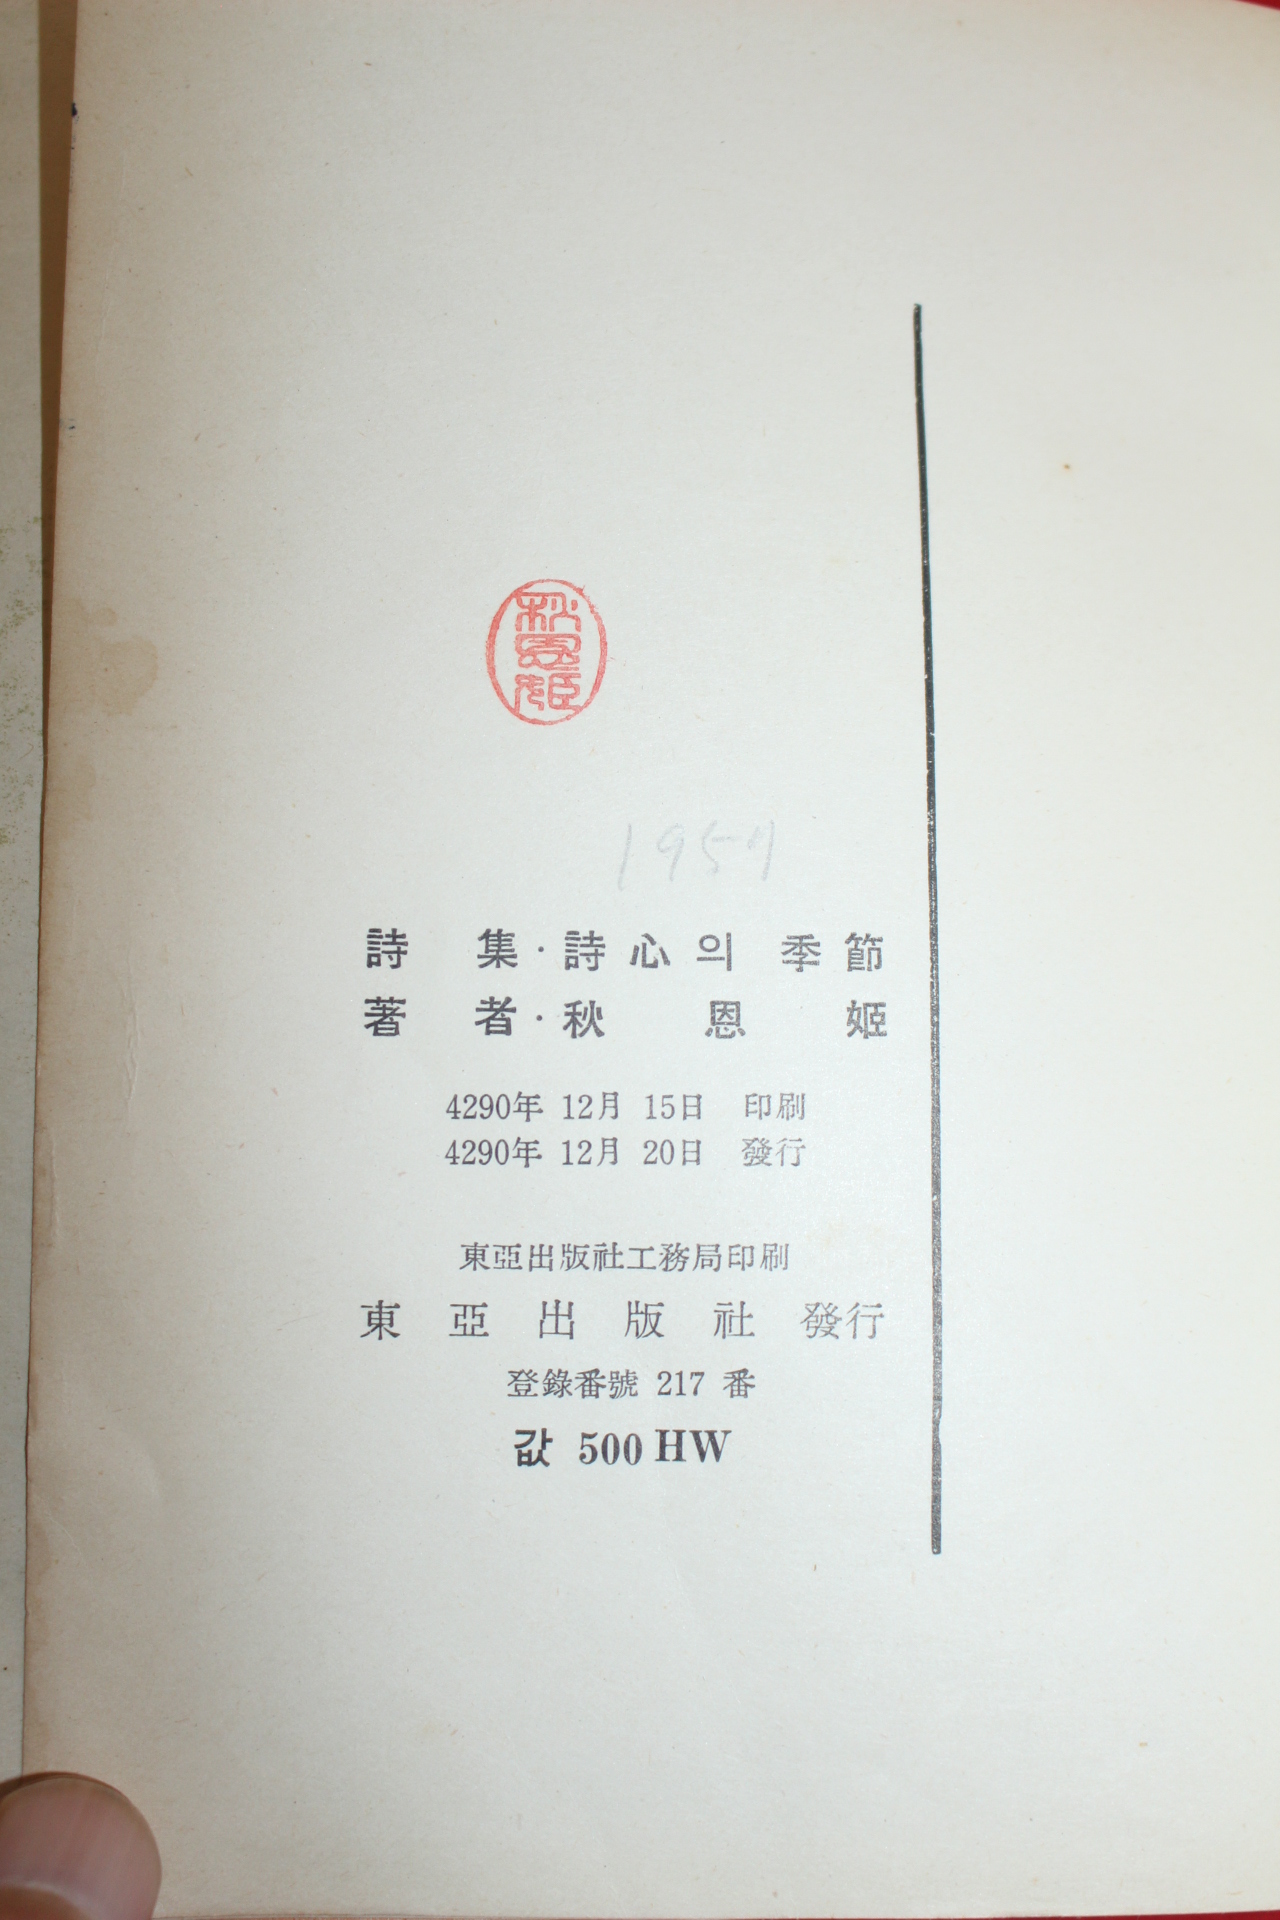 秋恩姬
1957
詩 集·詩心의 季節
著 者·秋 恩 姬
4290年 12月 15日 印刷
4290年 12月 20日 發行
東亞出版社工務局印刷
東 亞 出 版 社 發行
登錄番號 217 番
값 500 HW